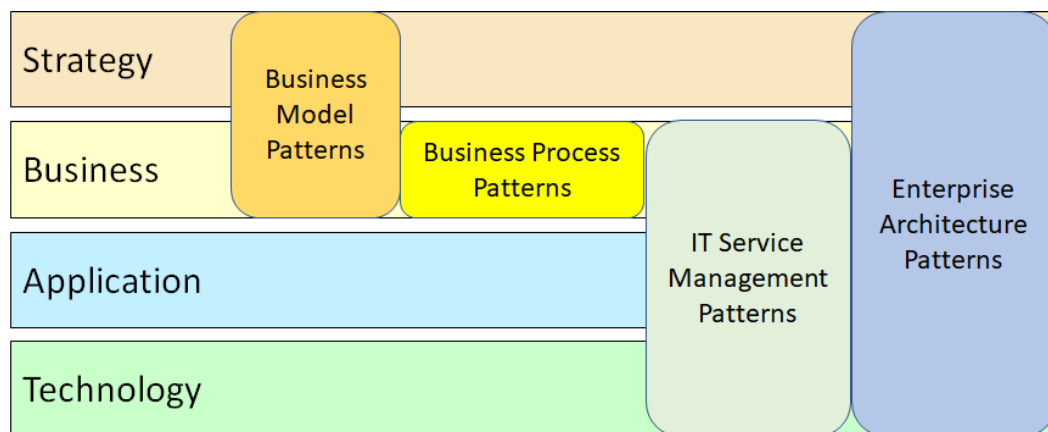 Strategy
Business
Model
Patterns
Business
Business Process
Patterns
Enterprise
Architecture
Patterns
IT Service
Management
Patterns
Application
Technology